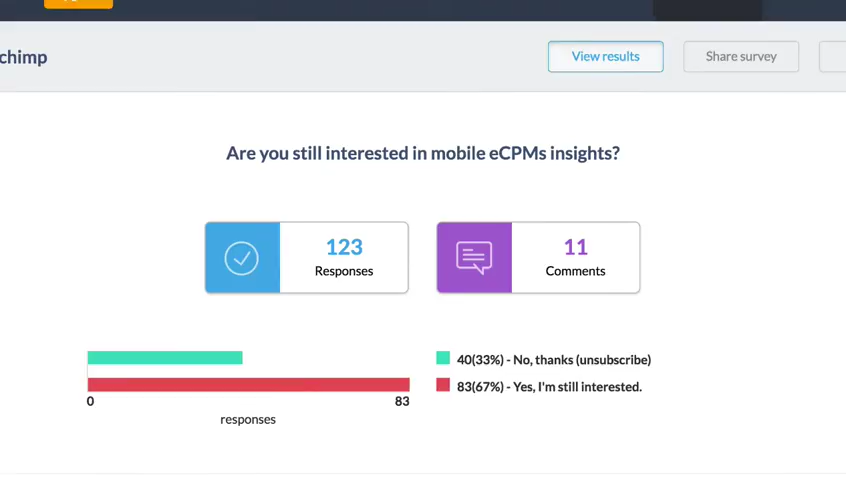 chimp
View results
Share survey
Are you still interested in mobile eCPMs insights?
123
Responses
11
Comments
40(33%) - No, thanks (unsubscribe)
83(67%) - Yes, I'm still interested.
0
83
responses